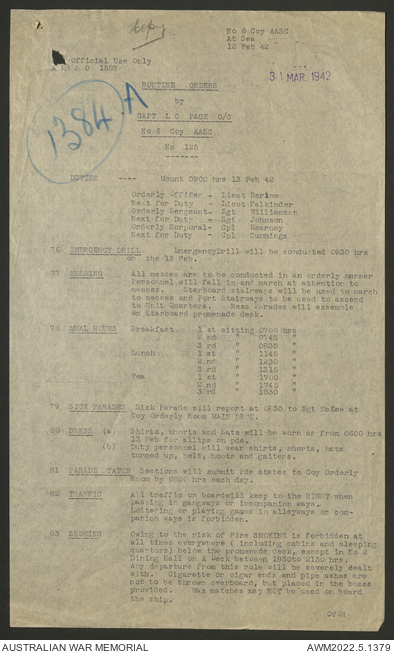 Copy
No 8 Coy AASC
At Sea
12 Feb 42
Official Use Only
1387
31 MAR 1942
ROUTINE ORDERS
by
CAPT L C PAGE O/C
No 8 Coy AASC
No 125
1384.A
DUTIES ---- Mount 0900 hrs 13 Feb 42
Orderly Officer - Lieut Barlow
Next for Duty - Lieut Falkinder
Orderly Sergeant - Sgt Williamson
Next for Duty - Sgt Johnson
Orderly Corporal - Cpl Kearney
Next for Duty - Cpl Cummings
76 EMERGENCY DRILL EmergencyDrill will be conducted 0930 hrs
on the 13 Feb.
77 MESSING All messes are to be conducted in an orderly manner
Personnel will fall in and march at attention to
messes. Starboard stairways will be used to march
to messes and Port Stairways to be used to ascend
to Unit Quarters. Mess Parades will assemble
on Starboard promenade deck.
78 MEAL HOURS Breakfast 1 st sitting 0700 hrs
2 nd " 0745 "
3 rd " 0830 "
Lunch 1 st " 1145 "
2 nd " 1230 "
3 rd " 1315 "
Tea 1 st " 1700 "
2 nd " 1745 "
3 rd " 1830 "
79 SICK PARADES Sick Parade will report at 0830 to Sgt McKee at
Coy Orderly Room MAIN DECK.
80 DRESS (a) Shirts, shorts and hats will be worn as from 0600 hrs
13 Feb for alltps on pde.
(b) Duty personnel will wear shirts, shorts, hats
turned up, belt, boots and gaiters.
81 PARADE STATES Sections will submit Pde states to Coy Orderly
Room by 0800 hrs each day.
82 TRAFFIC All traffic on boardwill keep to the RIGHT when
passing in gangways or incompanion ways.
Loitering or playing games in alleyways or com-
panion ways is forbidden.
83 SMOKING Owing to the risk of Fire SMOKING is forbidden at
all times everywhere ( including cabins and sleeping
quarters) below the promenade deck, except in No 2
Dining Hall on A deck between 1830to 2130 hrs.
Any departure from this rule will be severely dealt
with. Cigarette or cigar ends and pipe ashes are
not to be thrown overboard, but placed in the boxes
provided. Wax matches may NOT be used on board
the ship.
OVER
AUSTRALIAN WAR MEMORIAL
AWM2022.5.1379